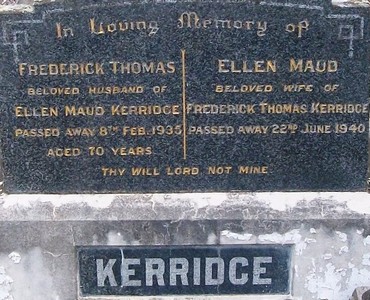 In Loving Memory of
FREDERICK THOMAS
BELOVED HUSBAND OF
ELLEN MAUD KERRIDGE
PASSED AWAY 8TH FEB. 1935
AGED 70 YEARS
ELLEN MAUD
BELOVED WIFE OF
FREDERICK THOMAS KERRIDGE
PASSED AWAY 22ND JUNE 1940
THY WILL LORD NOT MINE.
KERRIDGE